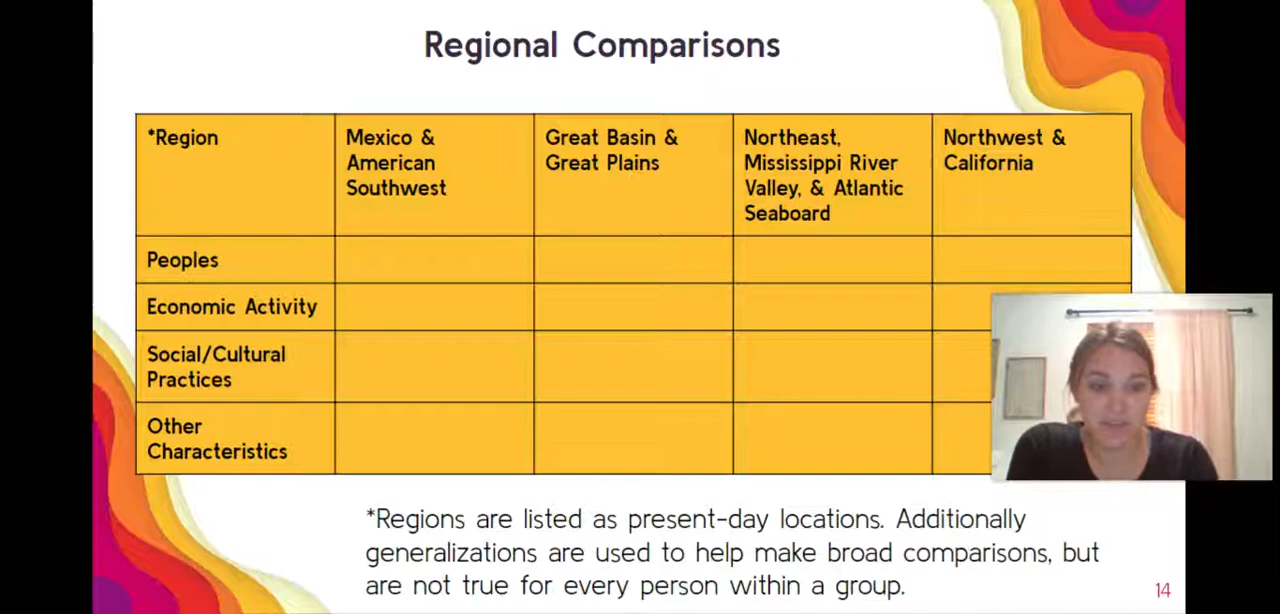 Regional Comparisons
*Region
Mexico &
American
Southwest
Great Basin &
Great Plains
Northeast,
Mississippi River
Valley, & Atlantic
Seaboard
Northwest &
California
Peoples
Economic Activity
Social/Cultural
Practices
Other
Characteristics
*Regions are listed as present-day locations. Additionally
generalizations are used to help make broad comparisons, but
are not true for every person within a group.
14